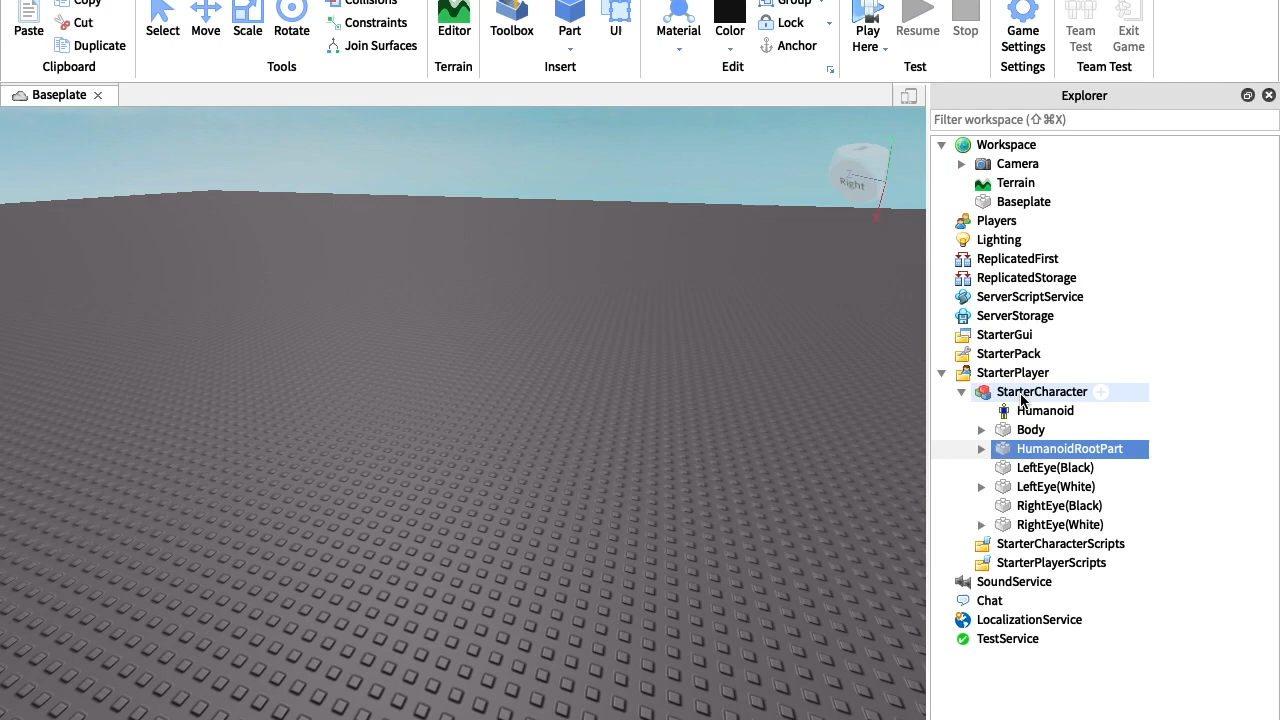 Copy
Collisions
Group
Cut
Constraints
Lock
Paste
Select
Move
Scale
Rotate
Editor
Toolbox
Part
UI
Material
Color
Play
Here
Resume
Stop
Game
Settings
Team
Test
Exit
Game
Duplicate
Join Surfaces
Anchor
Clipboard
Tools
Terrain
Insert
Edit
Test
Settings
Team Test
Baseplate
Right
Z
X
Explorer
Filter workspace (⇧⌘X)
Workspace
Camera
Terrain
Baseplate
Players
Lighting
ReplicatedFirst
ReplicatedStorage
ServerScriptService
ServerStorage
StarterGui
StarterPack
StarterPlayer
StarterCharacter
Humanoid
Body
HumanoidRootPart
LeftEye(Black)
LeftEye(White)
RightEye(Black)
RightEye(White)
StarterCharacterScripts
StarterPlayerScripts
SoundService
Chat
LocalizationService
TestService